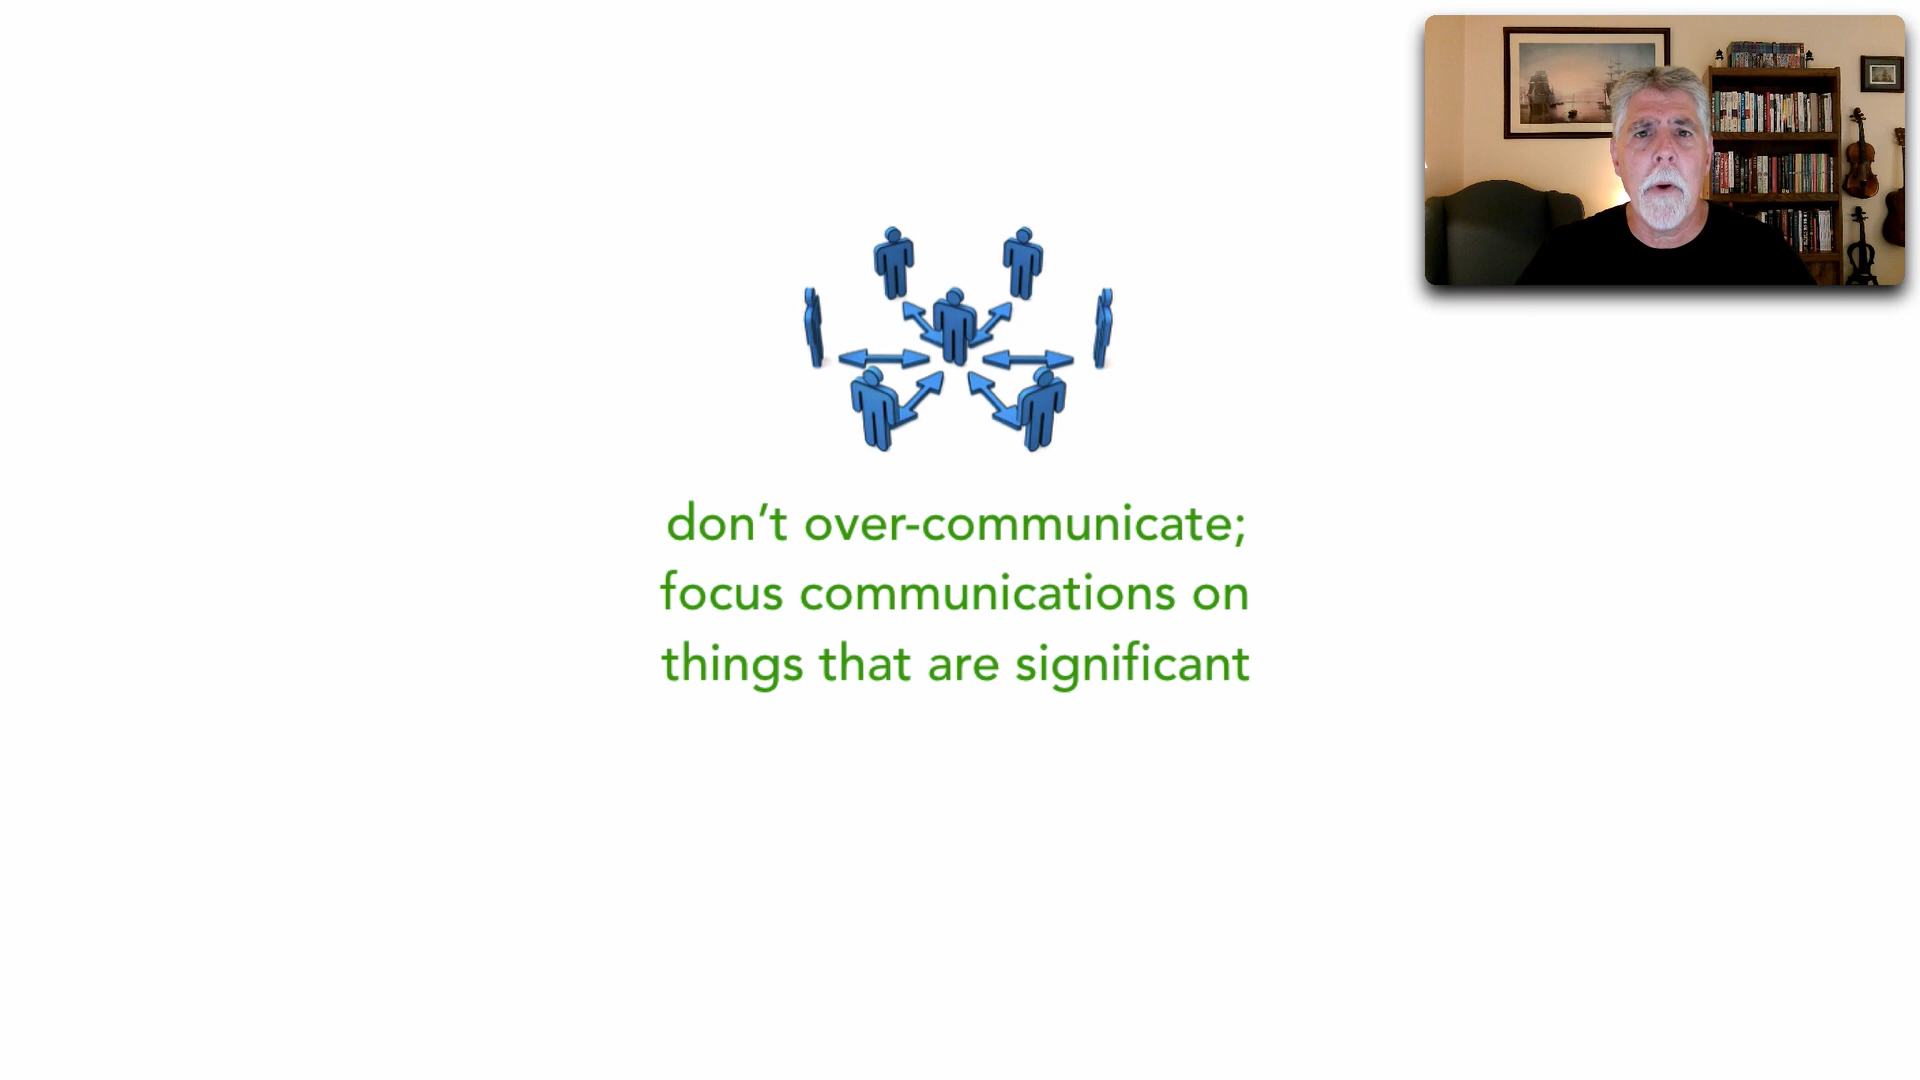 don’t over-communicate;
focus communications on
things that are significant